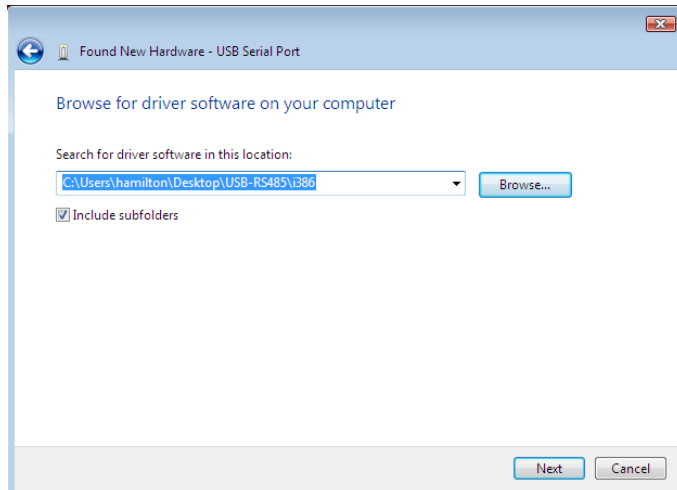 Found New Hardware - USB Serial Port
Browse for driver software on your computer
Search for driver software in this location:
C:\Users\hamilton\Desktop\USB-RS485\i386
Browse...
Include subfolders
Next
Cancel